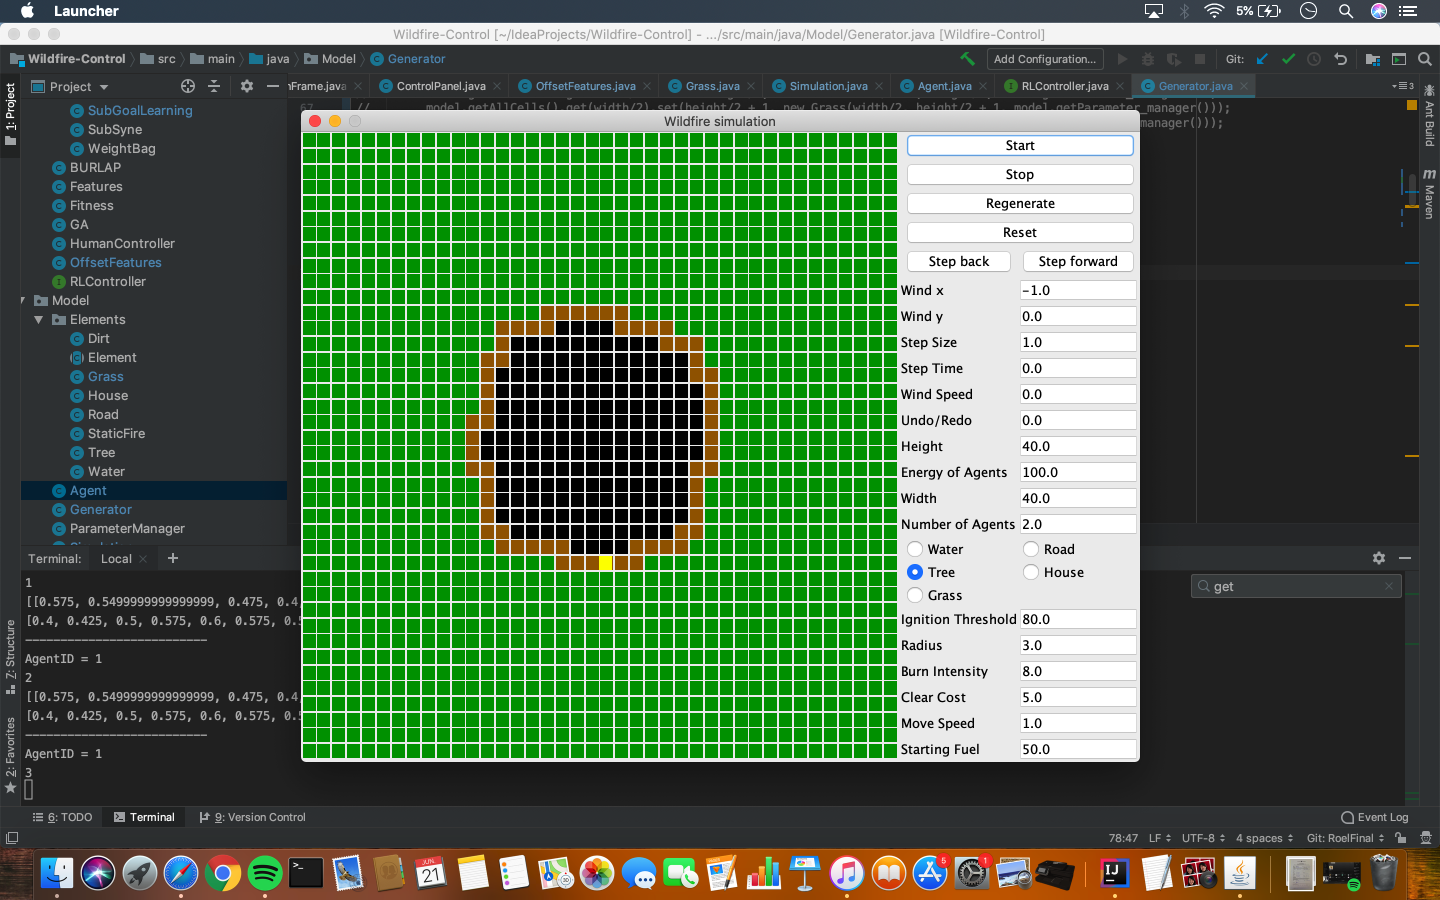 Launcher
5%
Wildfire-Control [~/IdeaProjects/Wildfire-Control] - .../src/main/java/Model/Generator.java [Wildfire-Control]
Wildfire-Control src main java Model Generator
Add Configuration... Git:
Project
nFrame.java ControlPanel.java OffsetFeatures.java Grass.java Simulation.java Agent.java RLController.java Generator.java
3
67 // model.getAllCells().get(width/2).set(height/2 + 1, new Grass(width/2, height/2 + 1, model.getParameter_manager()));
manager()));
1: Project
Z: Structure
2: Favorites
Ant Build
m Maven
SubGoalLearning
SubSyne
WeightBag
BURLAP
Features
Fitness
GA
HumanController
OffsetFeatures
RLController
Model
Elements
Dirt
Element
Grass
House
Road
StaticFire
Tree
Water
Agent
Generator
ParameterManager
Wildfire simulation
Start
Stop
Regenerate
Reset
Step back Step forward
Wind x -1.0
Wind y 0.0
Step Size 1.0
Step Time 0.0
Wind Speed 0.0
Undo/Redo 0.0
Height 40.0
Energy of Agents 100.0
Width 40.0
Number of Agents 2.0
Water Road
Tree House
Grass
Ignition Threshold 80.0
Radius 3.0
Burn Intensity 8.0
Clear Cost 5.0
Move Speed 1.0
Starting Fuel 50.0
Terminal: Local +
get
1
[[0.575, 0.5499999999999999, 0.475, 0.4
[0.4, 0.425, 0.5, 0.575, 0.6, 0.575, 0.5
--------------------------
AgentID = 1
2
[[0.575, 0.5499999999999999, 0.475, 0.4
[0.4, 0.425, 0.5, 0.575, 0.6, 0.575, 0.5
--------------------------
AgentID = 1
3
6: TODO Terminal 9: Version Control Event Log
78:47 LF UTF-8 4 spaces Git: RoelFinal
JUN
21
5
1
IJ